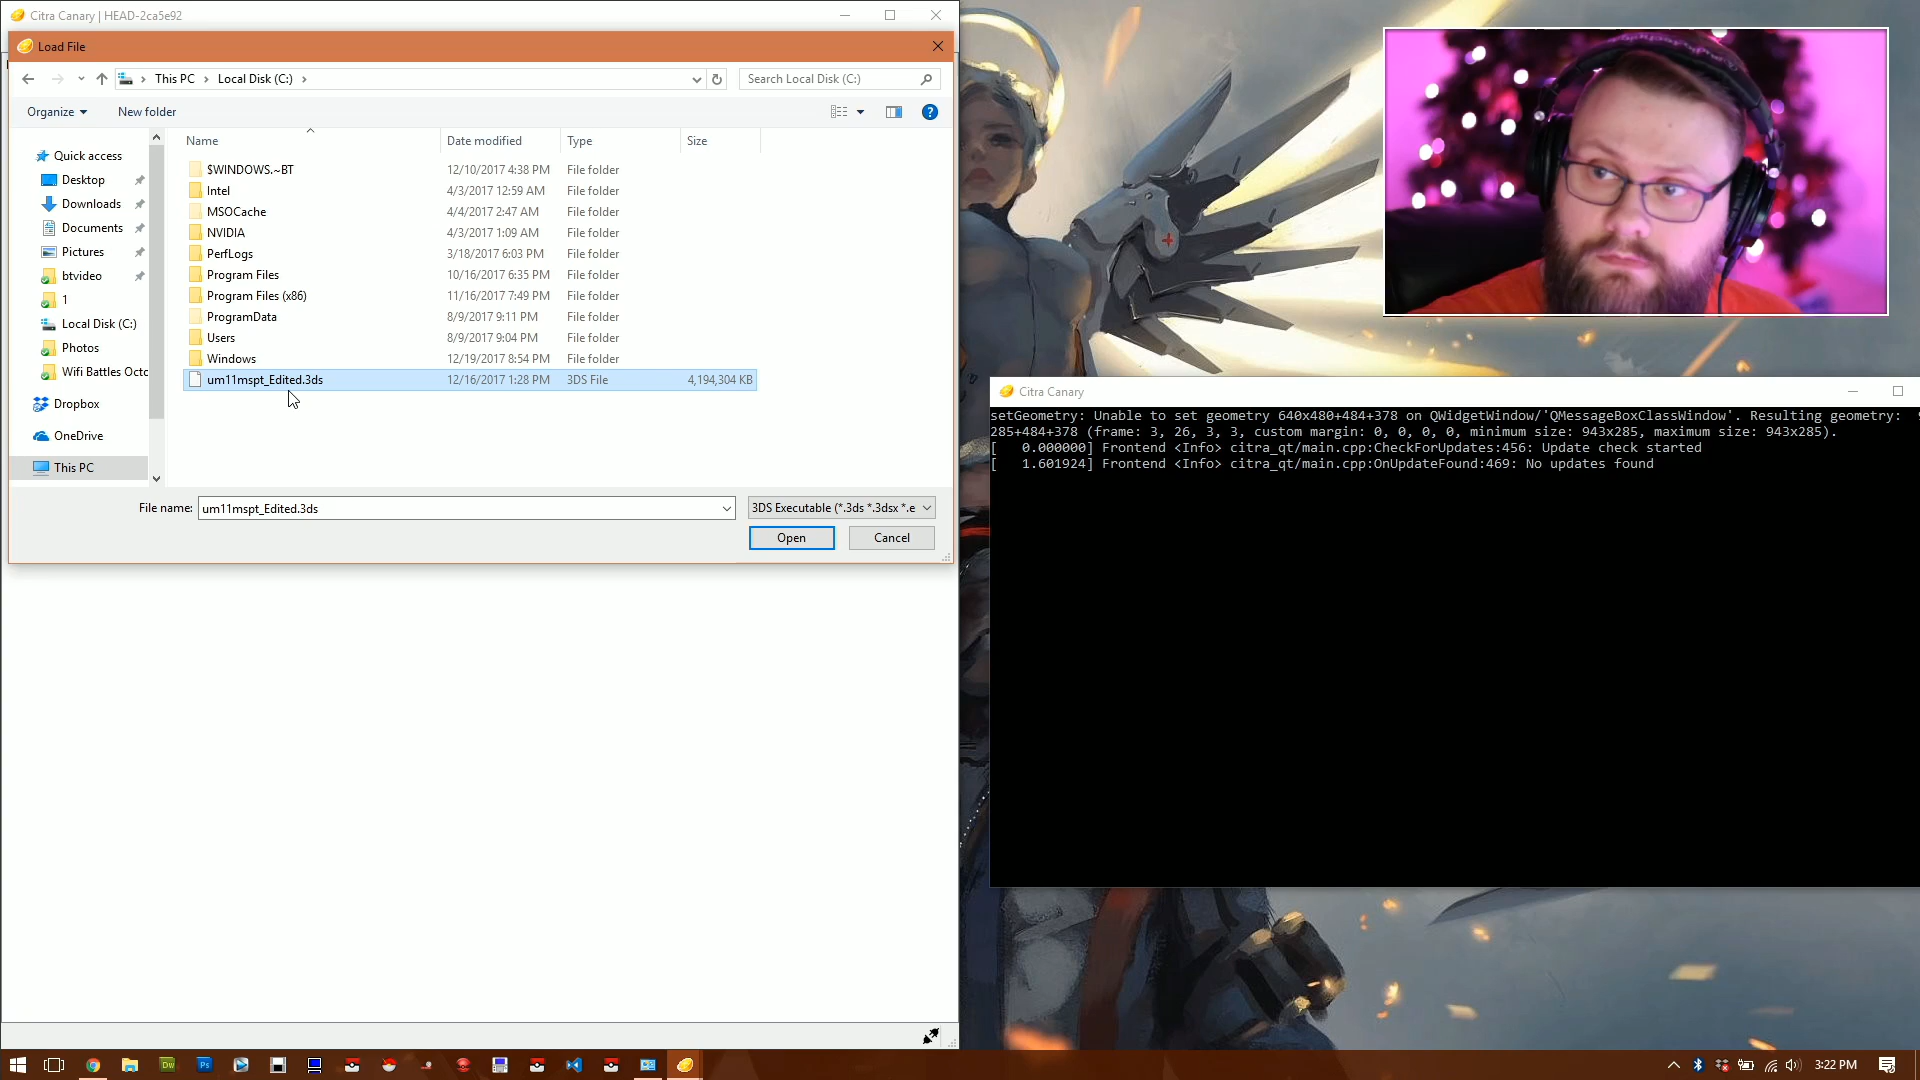 Citra Canary | HEAD-2ca5e92
Load File
This PC
Local Disk (C:)
Search Local Disk (C:)
Organize
New folder
Name Date modified Type Size
Quick access
Desktop
Downloads
Documents
Pictures
btvideo
1
Local Disk (C:)
Photos
Wifi Battles Octo
Dropbox
OneDrive
This PC
$WINDOWS.~BT 12/10/2017 4:38 PM File folder
Intel 4/3/2017 12:59 AM File folder
MSOCache 4/4/2017 2:47 AM File folder
NVIDIA 4/3/2017 1:09 AM File folder
PerfLogs 3/18/2017 6:03 PM File folder
Program Files 10/16/2017 6:35 PM File folder
Program Files (x86) 11/16/2017 7:49 PM File folder
ProgramData 8/9/2017 9:11 PM File folder
Users 8/9/2017 9:04 PM File folder
Windows 12/19/2017 8:54 PM File folder
um11mspt_Edited.3ds 12/16/2017 1:28 PM 3DS File 4,194,304 KB
File name: um11mspt_Edited.3ds
3DS Executable (*.3ds *.3dsx *.e
Open
Cancel
Citra Canary
setGeometry: Unable to set geometry 640x480+484+378 on QWidgetWindow/'QMessageBoxClassWindow'. Resulting geometry:
285+484+378 (frame: 3, 26, 3, 3, custom margin: 0, 0, 0, 0, minimum size: 943x285, maximum size: 943x285).
[ 0.000000] Frontend <Info> citra_qt/main.cpp:CheckForUpdates:456: Update check started
[ 1.601924] Frontend <Info> citra_qt/main.cpp:OnUpdateFound:469: No updates found
Dw
Ps
3:22 PM